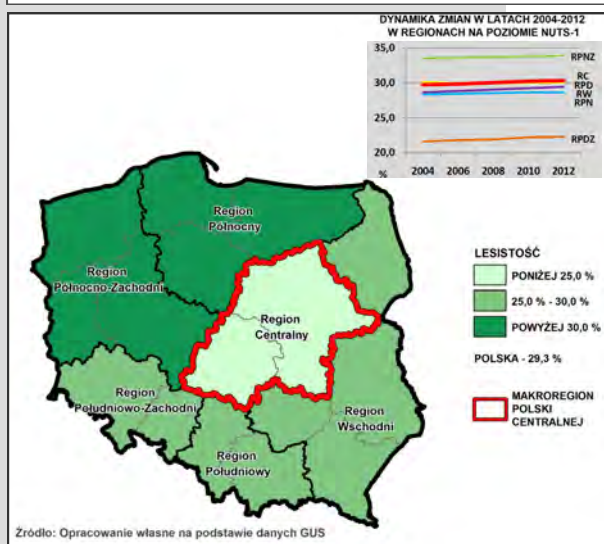 DYNAMIKA ZMIAN W LATACH 2004-2012
W REGIONACH NA POZIOMIE NUTS-1
35,0
30,0
25,0
20,0
%
2004 2006 2008 2010 2012
RPNZ
RC
RPD
RW
RPN
RPDZ
Region
Północny
Region
Północno-Zachodni
Region
Centralny
Region
Południowo-Zachodni
Region
Wschodni
Region
Południowy
LESISTOŚĆ
PONIŻEJ 25,0 %
25,0 % - 30,0 %
POWYŻEJ 30,0 %
POLSKA - 29,3 %
MAKROREGION
POLSKI
CENTRALNEJ
Źródło: Opracowanie własne na podstawie danych GUS